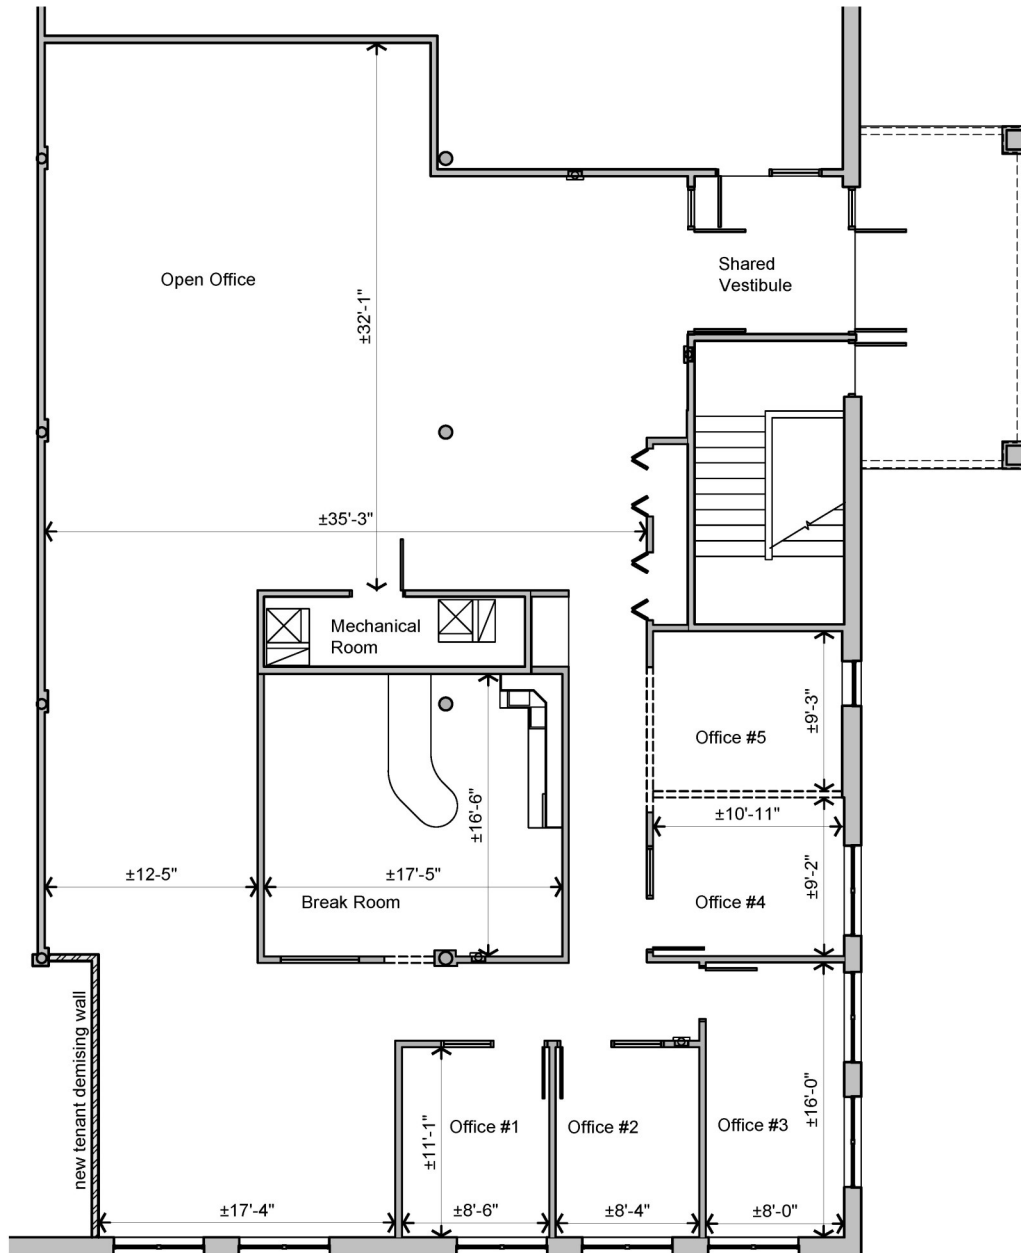 Open Office
±32'-1"
Shared
Vestibule
±35'-3"
Mechanical
Room
Office #5
±9'-3"
±10'-11"
±16'-6"
±12-5"
±17'-5"
Break Room
Office #4
±9'-2"
new tenant demising wall
±11'-1"
Office #1
Office #2
Office #3
±16'-0"
±17'-4"
±8'-6"
±8'-4"
±8'-0"